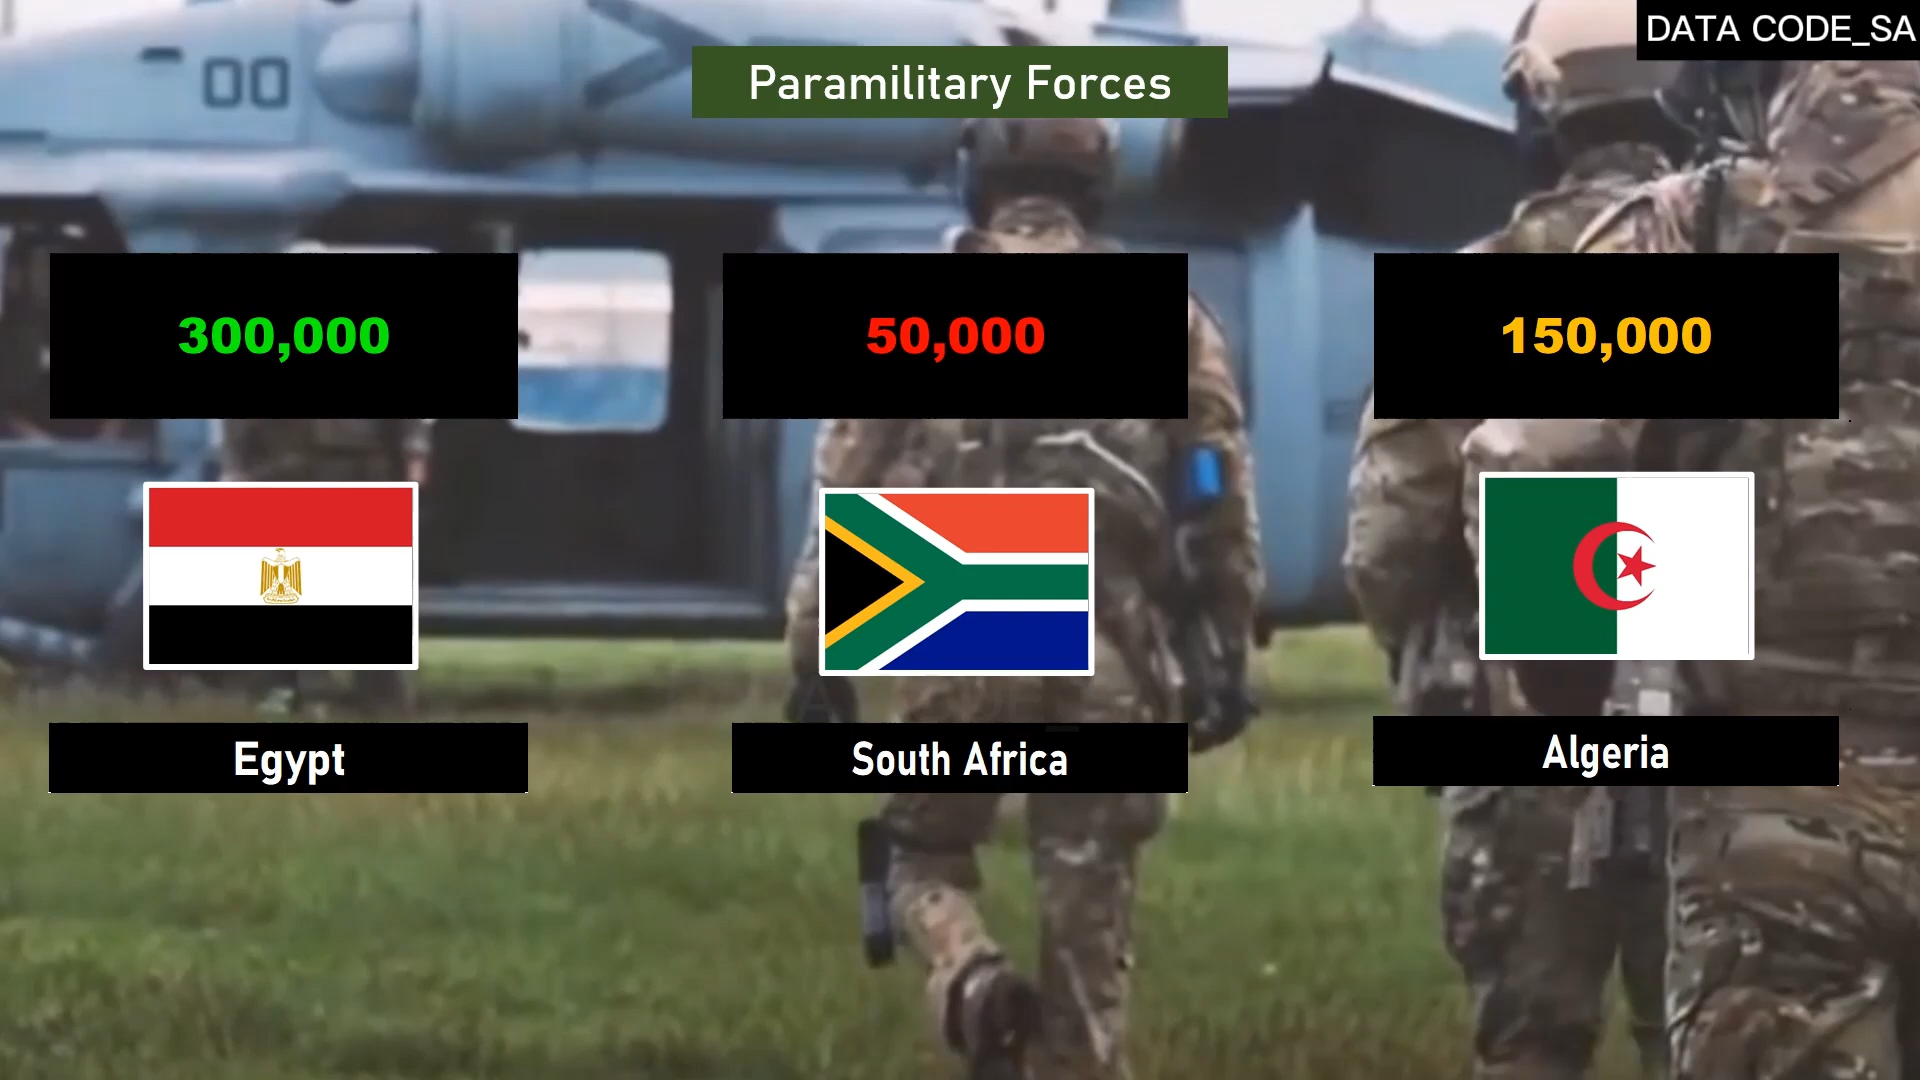 DATA CODE_SA
Paramilitary Forces
00
300,000
50,000
150,000
Egypt
South Africa
Algeria